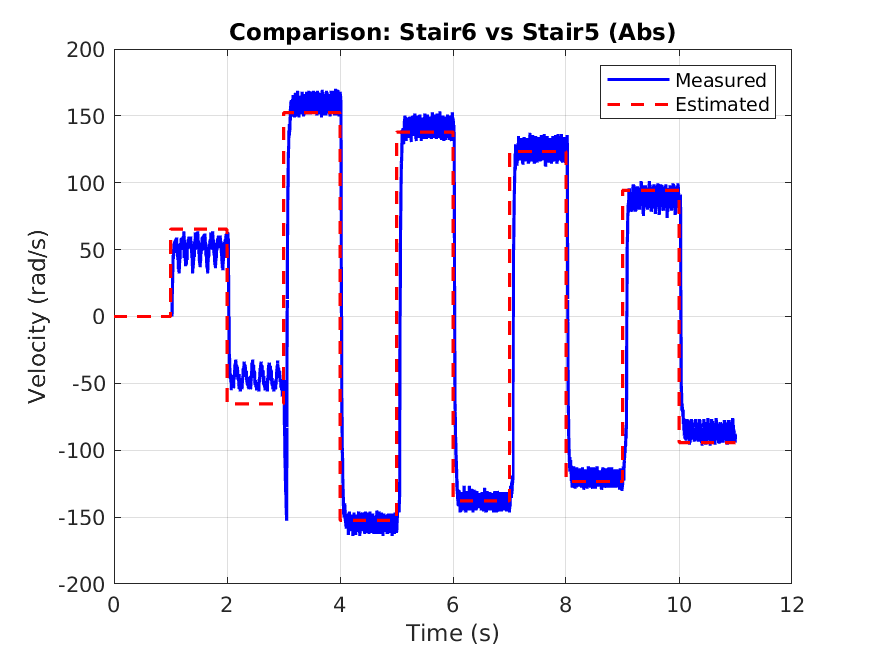 Comparison: Stair6 vs Stair5 (Abs)
Measured
Estimated
Velocity (rad/s)
200
150
100
50
0
-50
-100
-150
-200
0 2 4 6 8 10 12
Time (s)